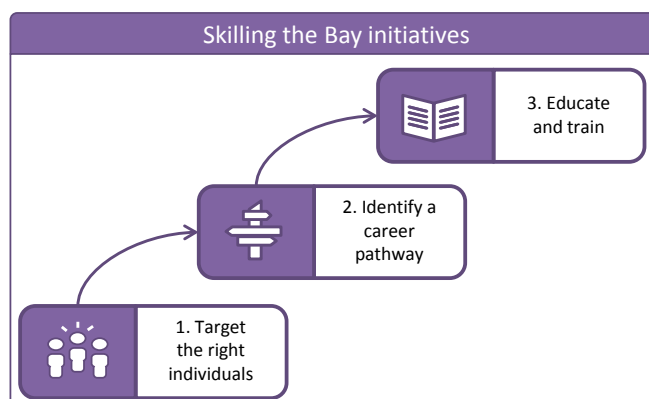 Skilling the Bay initiatives
3. Educate
and train
2. Identify a
career
pathway
1. Target
the right
individuals